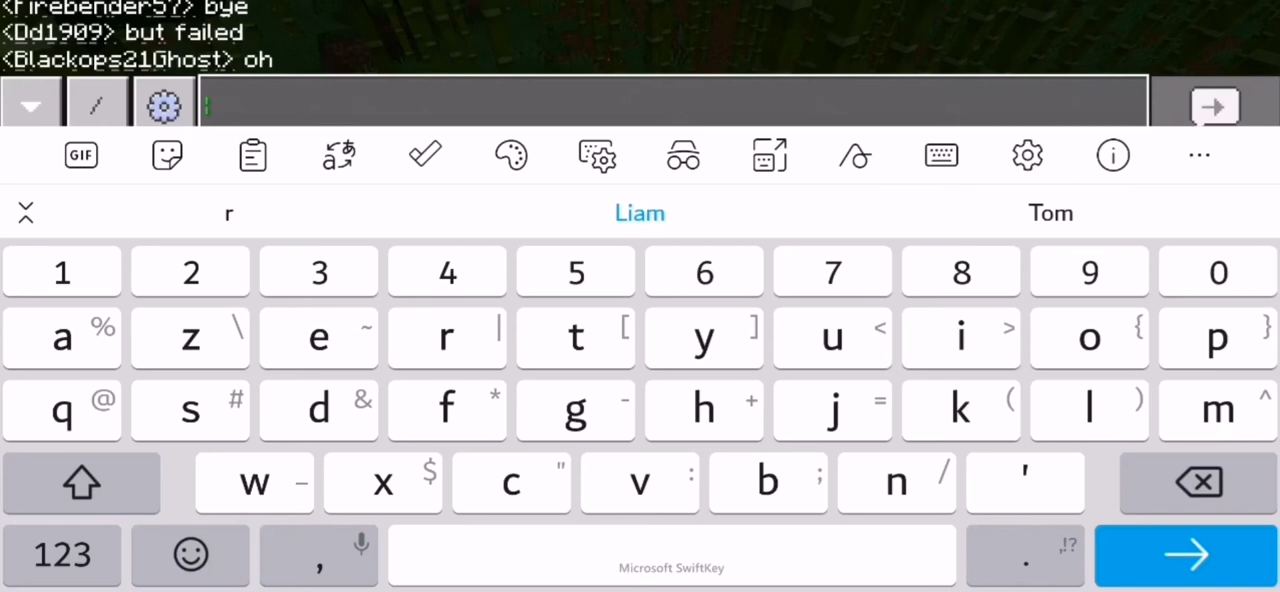 <Firebender57> bye
<Dd1909> but failed
<Blackops21Ghost> oh
/
GIF
r Liam Tom
1 2 3 4 5 6 7 8 9 0
a % z \ e ~ r | t [ y ] u < i > o { p }
q @ s # d & f * g - h + j = k ( l ) m ^
w _ x $ c " v : b ; n / '
123 , Microsoft SwiftKey . ,!?